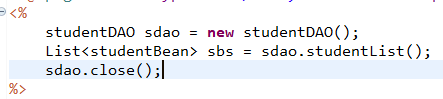 <%
studentDAO sdao = new studentDAO();
List<studentBean> sbs = sdao.studentList();
sdao.close();
%>